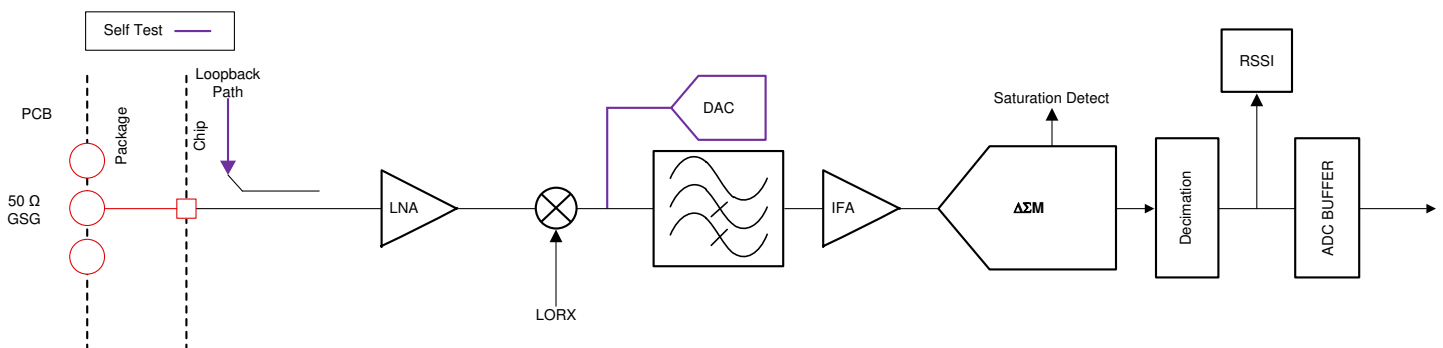 Self Test
PCB
Package
Chip
Loopback
Path
50 Ω
GSG
LNA
LORX
DAC
IFA
Saturation Detect
ΔΣM
Decimation
RSSI
ADC BUFFER